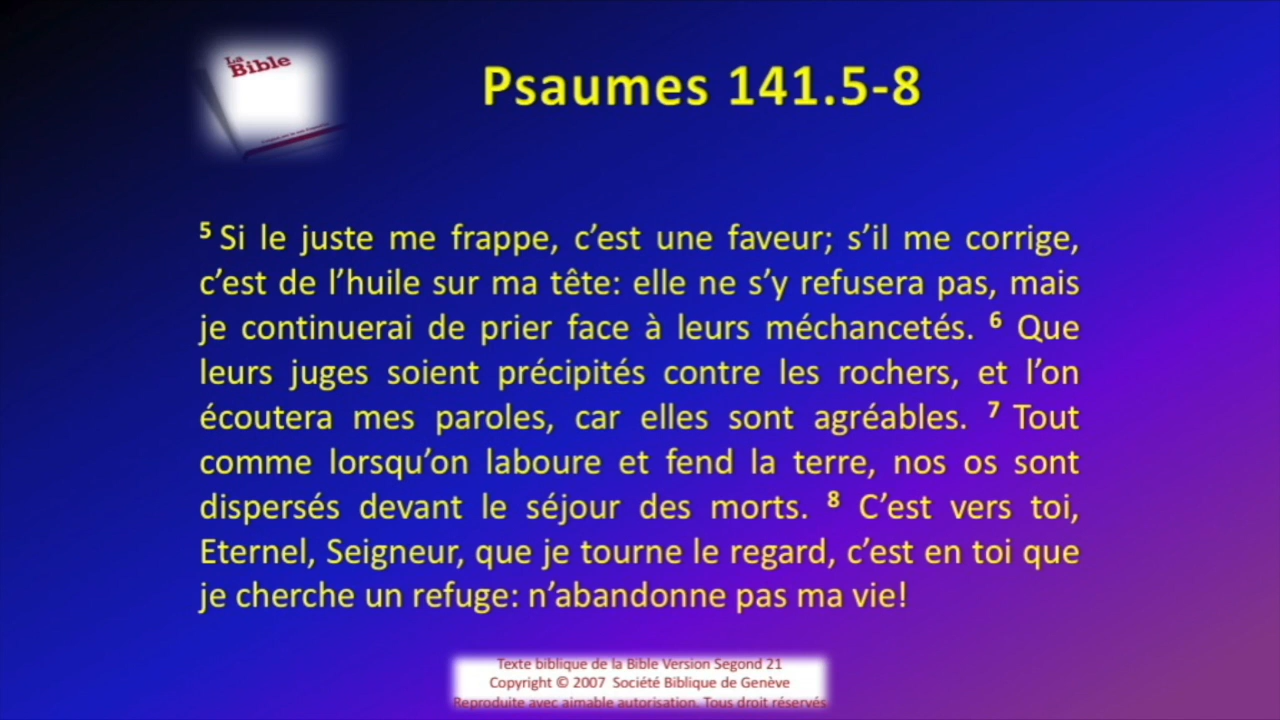 La
Bible
Psaumes 141.5-8
5 Si le juste me frappe, c’est une faveur; s’il me corrige,
c’est de l’huile sur ma tête: elle ne s’y refusera pas, mais
je continuerai de prier face à leurs méchancetés. 6 Que
leurs juges soient précipités contre les rochers, et l’on
écoutera mes paroles, car elles sont agréables. 7 Tout
comme lorsqu’on laboure et fend la terre, nos os sont
dispersés devant le séjour des morts. 8 C’est vers toi,
Eternel, Seigneur, que je tourne le regard, c’est en toi que
je cherche un refuge: n’abandonne pas ma vie!
Texte biblique de la Bible Version Segond 21
Copyright © 2007 Société Biblique de Genève
Reproduite avec aimable autorisation. Tous droit réservés